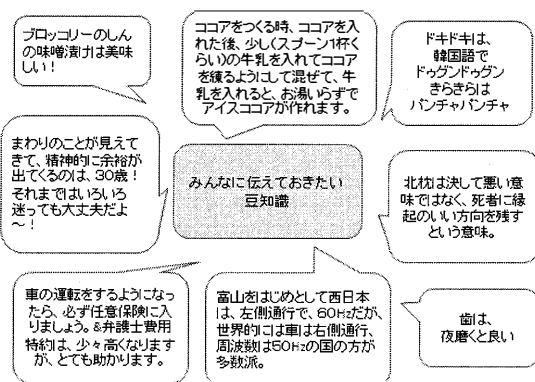 ブロッコリーのしん
の味噌漬けは美味
しい！
ココアをつくる時、ココアを入
れた後、少し(スプーン1杯く
らい)の牛乳を入れてココア
を練るようにして混ぜて、牛
乳を入れると、お湯いらずで
アイスココアが作れます。
ドキドキは、
韓国語で
ドゥグンドゥグン
きらきらは
パンチャパンチャ
まわりのことが見えて
きて、精神的に余裕が
出てくるのは、30歳！
それまではいろいろ
迷っても大丈夫だよ
～！
みんなに伝えておきたい
豆知識
北枕は決して悪い意
味ではなく、死者に縁
起のいい方向を残す
という意味。
車の運転をするようになっ
たら、必ず任意保険に入
りましょう。&弁護士費用
特約は、少々高くなります
が、とても助かります。
富山をはじめとして西日本
は、左側通行で、60Hzだが、
世界的には車は右側通行、
周波数は50Hzの国の方が
多数派。
歯は、
夜磨くと良い